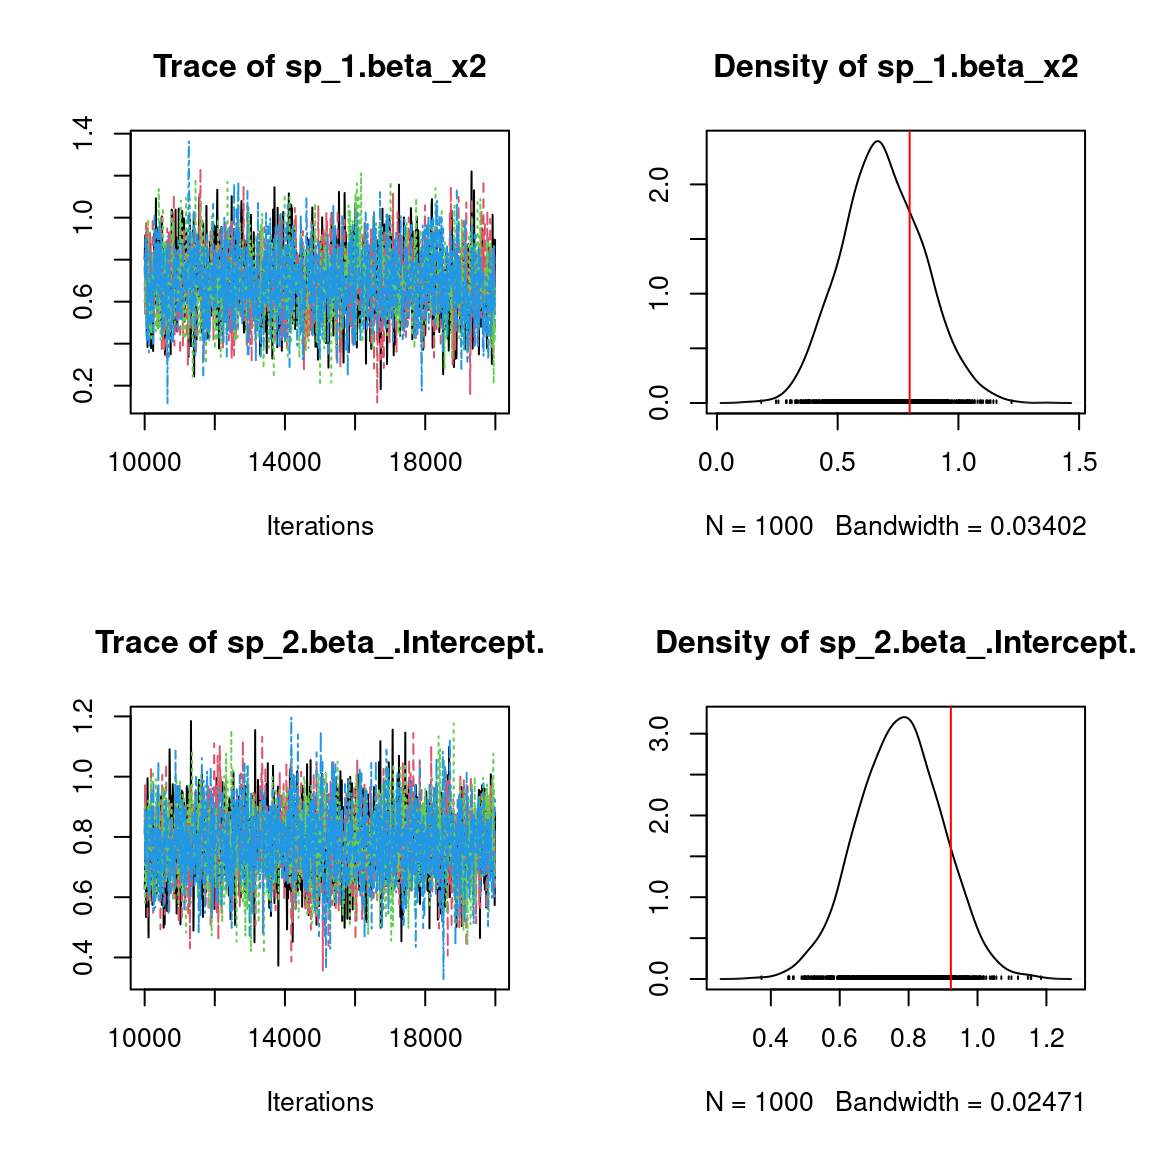 Trace of sp_1.beta_x2
1.4
1.0
0.6
0.2
10000 14000 18000
Iterations
Density of sp_1.beta_x2
2.0
1.0
0.0
0.0 0.5 1.0 1.5
N = 1000 Bandwidth = 0.03402
Trace of sp_2.beta_.Intercept.
1.2
1.0
0.8
0.6
0.4
10000 14000 18000
Iterations
Density of sp_2.beta_.Intercept.
3.0
2.0
1.0
0.0
0.4 0.6 0.8 1.0 1.2
N = 1000 Bandwidth = 0.02471